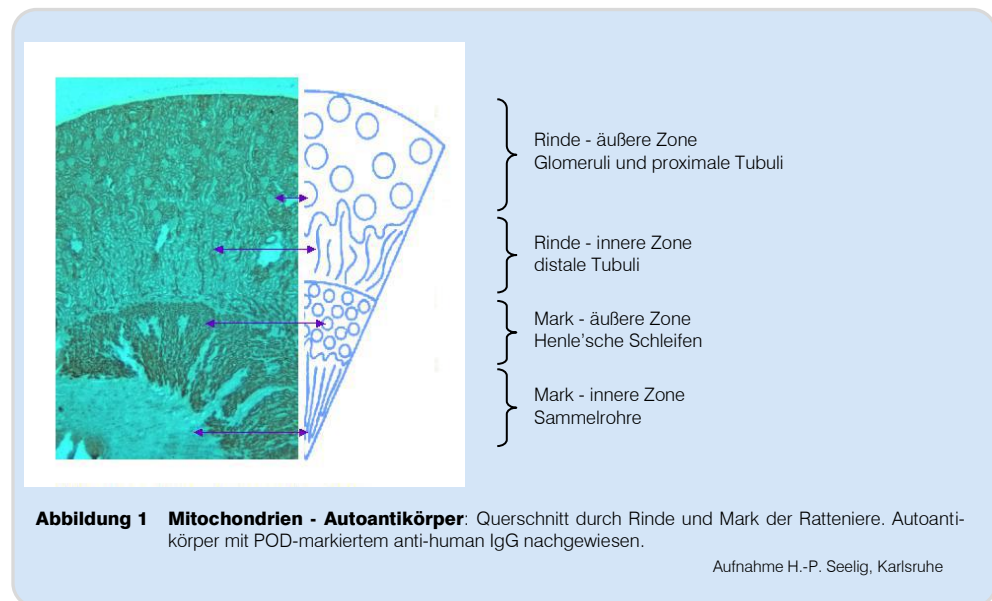 Rinde - äußere Zone
Glomeruli und proximale Tubuli
Rinde - innere Zone
distale Tubuli
Mark - äußere Zone
Henle'sche Schleifen
Mark - innere Zone
Sammelrohre
Abbildung 1 Mitochondrien - Autoantikörper: Querschnitt durch Rinde und Mark der Ratteniere. Autoanti-
körper mit POD-markiertem anti-human IgG nachgewiesen.
Aufnahme H.-P. Seelig, Karlsruhe